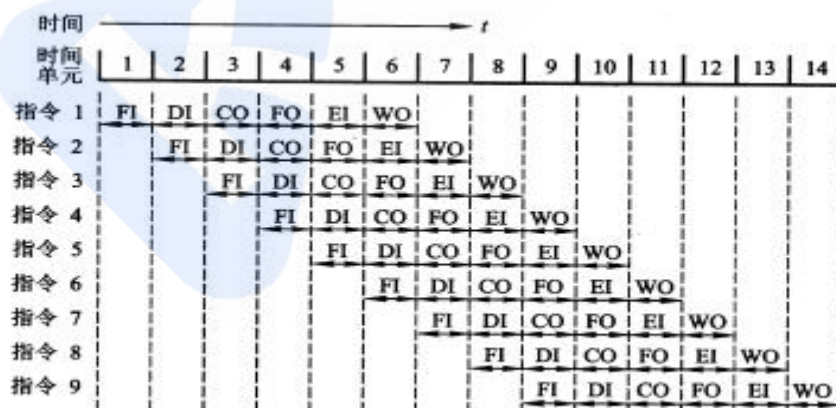 时间 t
时间
单元 1 2 3 4 5 6 7 8 9 10 11 12 13 14
指令 1 FI DI CO FO EI WO
指令 2 FI DI CO FO EI WO
指令 3 FI DI CO FO EI WO
指令 4 FI DI CO FO EI WO
指令 5 FI DI CO FO EI WO
指令 6 FI DI CO FO EI WO
指令 7 FI DI CO FO EI WO
指令 8 FI DI CO FO EI WO
指令 9 FI DI CO FO EI WO